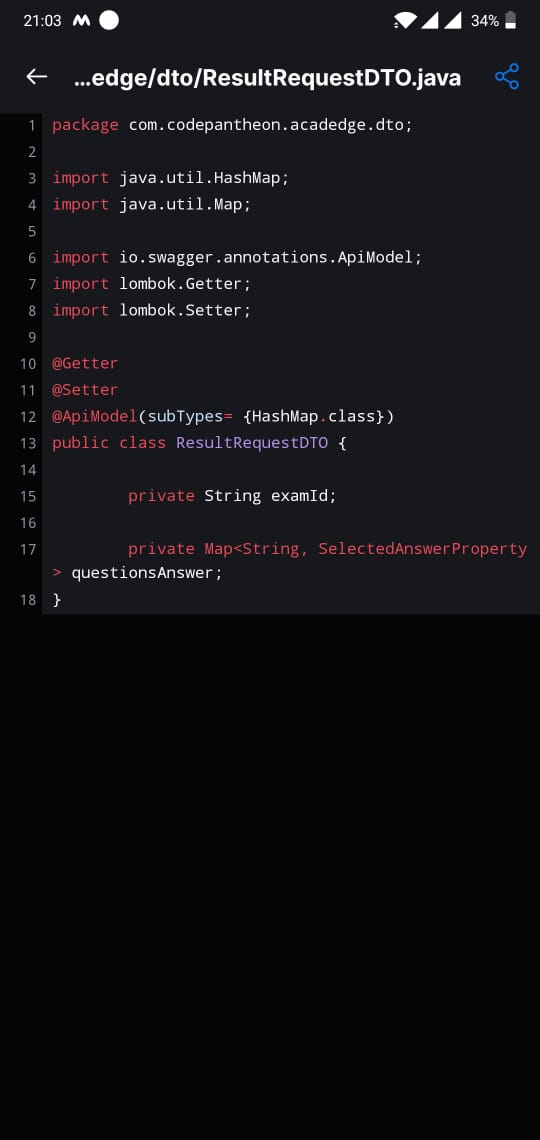 21:03
34%
...edge/dto/ResultRequestDTO.java
1 package com.codepantheon.acadedge.dto;
2
3 import java.util.HashMap;
4 import java.util.Map;
5
6 import io.swagger.annotations.ApiModel;
7 import lombok.Getter;
8 import lombok.Setter;
9
10 @Getter
11 @Setter
12 @ApiModel(subTypes= {HashMap.class})
13 public class ResultRequestDTO {
14
15 private String examId;
16
17 private Map<String, SelectedAnswerProperty
> questionsAnswer;
18 }